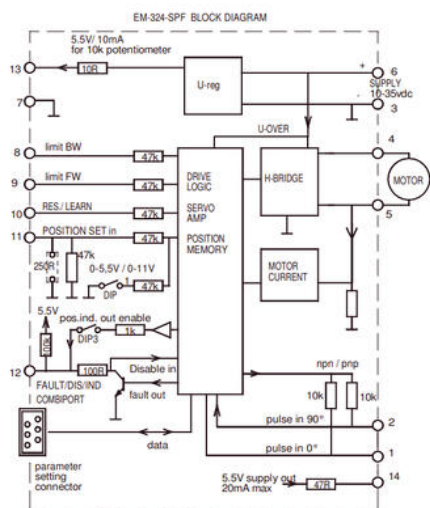 EM-324-SPF BLOCK DIAGRAM
5.5V/ 10mA
for 10k potentiometer
13
10R
U-reg
+
6
SUPPLY
10-35vdc
7
-
3
U-OVER
4
8
limit BW
47k
DRIVE
LOGIC
H-BRIDGE
MOTOR
9
limit FW
47k
10
RES./ LEARN
47k
SERVO
AMP
5
11
POSITION SET in
47k
POSITION
MEMORY
250R
47k
0-5,5V / 0-11V
1
DIP
47k
MOTOR
CURRENT
pos.ind. out enable
5.5V
DIP3
1k
100k
12
100R
Disable in
npn / pnp
FAULT/DIS/IND
COMBIPORT
fault out
10k
10k
pulse in 90°
2
data
pulse in 0°
1
parameter
setting
connector
5.5V supply out
20mA max
47R
14